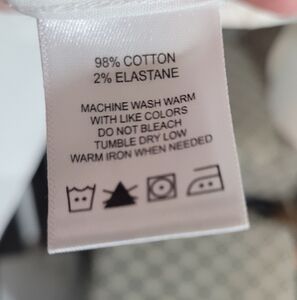 98% COTTON
2% ELASTANE
MACHINE WASH WARM
WITH LIKE COLORS
DO NOT BLEACH
TUMBLE DRY LOW
WARM IRON WHEN NEEDED